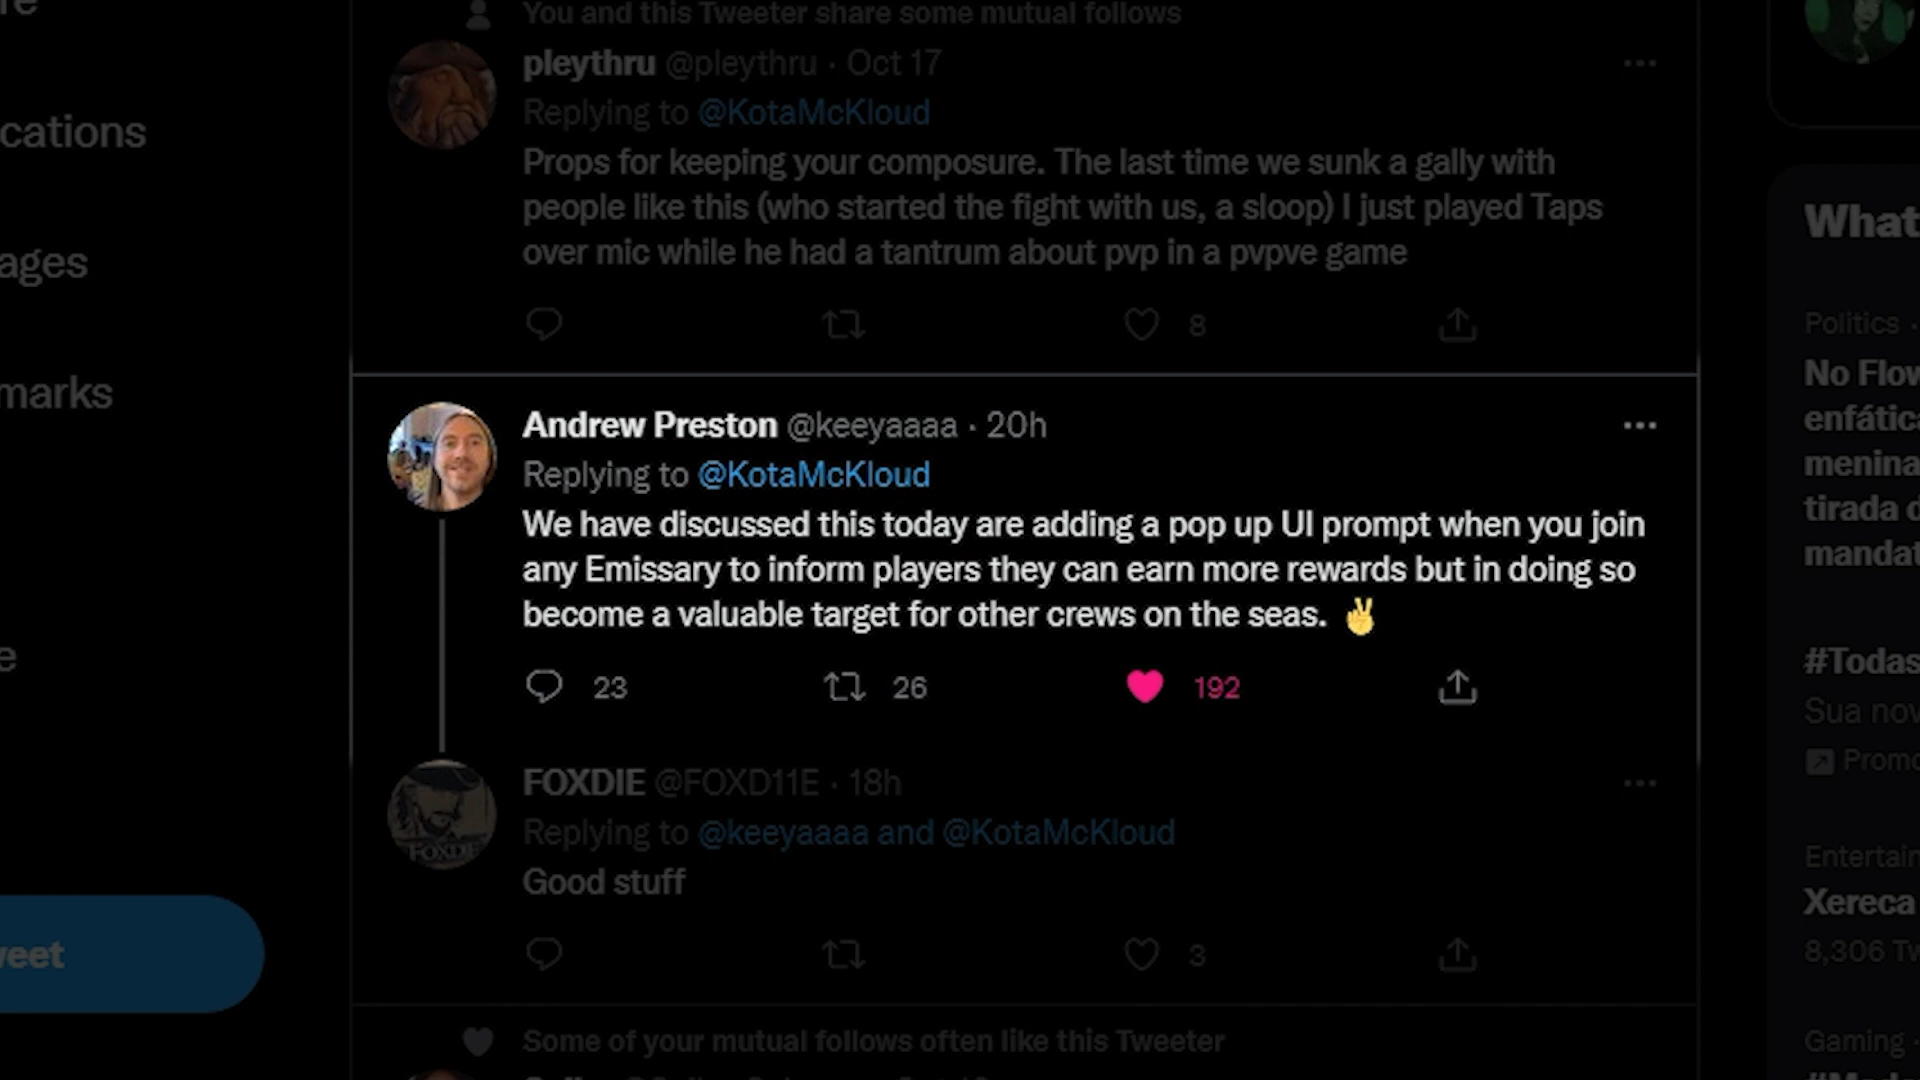 You and this Tweeter share some mutual follows
pleythru @pleythru · Oct 17
Replying to @KotaMcKloud
Props for keeping your composure. The last time we sunk a gally with
people like this (who started the fight with us, a sloop) I just played Taps
over mic while he had a tantrum about pvp in a pvpve game
8
Andrew Preston @keeyaaaa · 20h
Replying to @KotaMcKloud
We have discussed this today are adding a pop up UI prompt when you join
any Emissary to inform players they can earn more rewards but in doing so
become a valuable target for other crews on the seas. ✌
23 26 192
FOXDIE @FOXD11E · 18h
Replying to @keeyaaaa and @KotaMcKloud
FOXDIE
Good stuff
3
Some of your mutual follows often like this Tweeter
cations
ages
marks
e
weet
What
Politics ·
No Flow
enfática
menina
tirada d
mandat
#Todas
Sua nov
Promo
Entertain
Xereca
8,306 Tw
Gaming ·